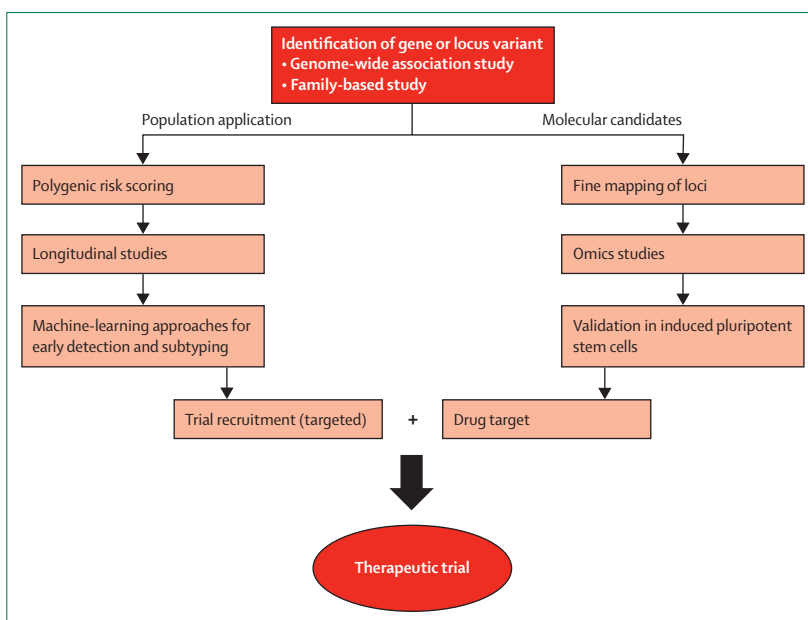 Identification of gene or locus variant
• Genome-wide association study
• Family-based study
Population application
Molecular candidates
Polygenic risk scoring
Fine mapping of loci
Longitudinal studies
Omics studies
Machine-learning approaches for
early detection and subtyping
Validation in induced pluripotent
stem cells
Trial recruitment (targeted)
+
Drug target
Therapeutic trial